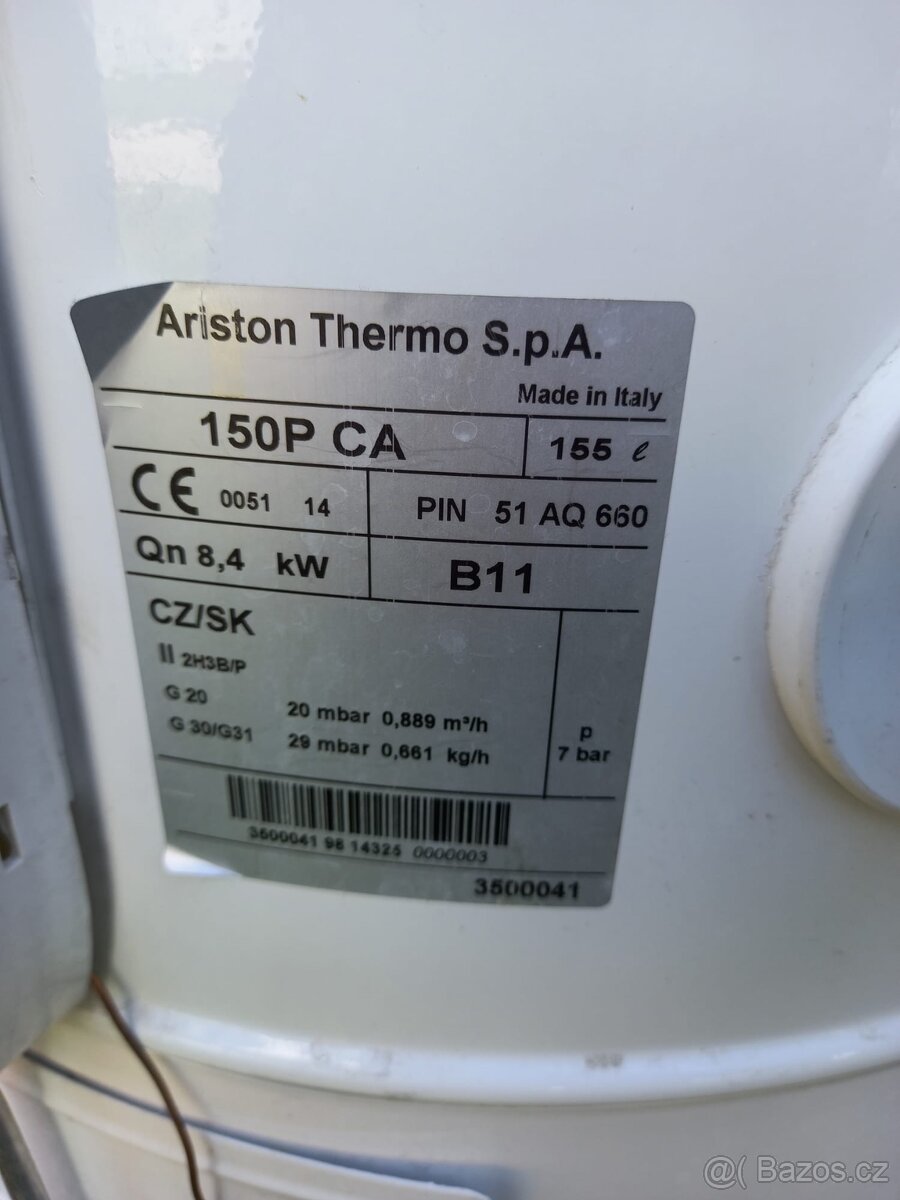 Ariston Thermo S.p.A.
Made in Italy
150P CA 155 ℓ
CE 0051 14 PIN 51 AQ 660
Qn 8,4 kW B11
CZ/SK
II 2H3B/P
G 20 20 mbar 0,889 m³/h
G 30/G31 29 mbar 0,661 kg/h
p
7 bar
3500041 98 14325 0000003
3500041
@( Bazos.cz